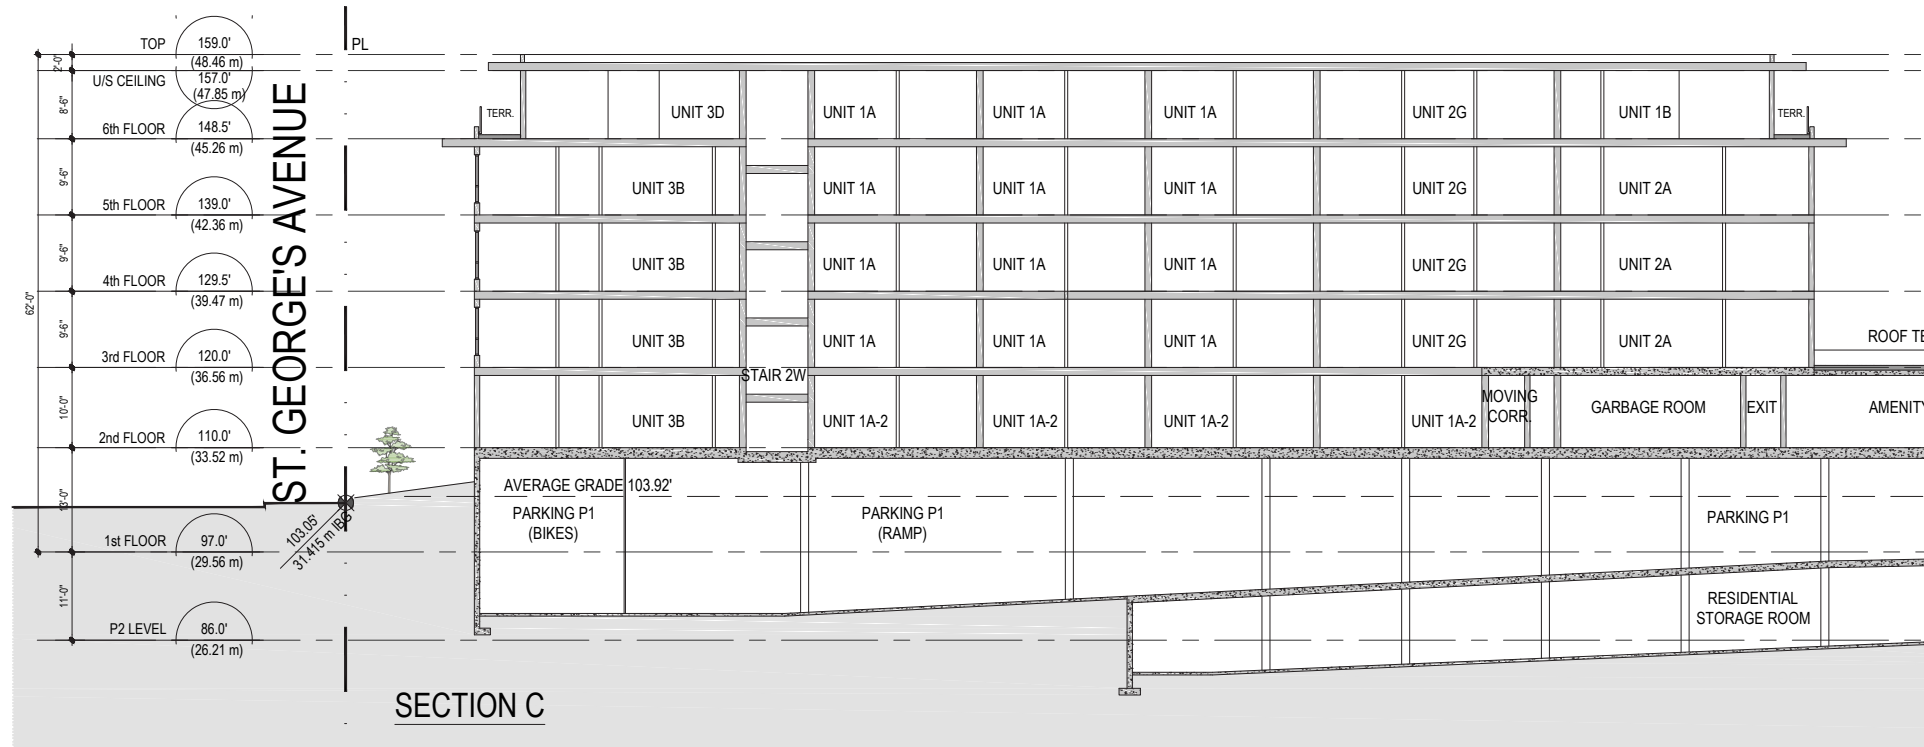 TOP
159.0'
(48.46 m)
PL
2'-0"
U/S CEILING
157.0'
(47.85 m)
8'-6"
TERR.
UNIT 3D
UNIT 1A
UNIT 1A
UNIT 1A
UNIT 2G
UNIT 1B
TERR.
6th FLOOR
148.5'
(45.26 m)
9'-6"
UNIT 3B
UNIT 1A
UNIT 1A
UNIT 1A
UNIT 2G
UNIT 2A
5th FLOOR
139.0'
(42.36 m)
9'-6"
UNIT 3B
UNIT 1A
UNIT 1A
UNIT 1A
UNIT 2G
UNIT 2A
4th FLOOR
129.5'
(39.47 m)
62'-0"
9'-6"
UNIT 3B
UNIT 1A
UNIT 1A
UNIT 1A
UNIT 2G
UNIT 2A
ROOF TE
3rd FLOOR
120.0'
(36.56 m)
STAIR 2W
10'-0"
UNIT 3B
UNIT 1A-2
UNIT 1A-2
UNIT 1A-2
UNIT 1A-2
MOVING
CORR.
GARBAGE ROOM
EXIT
AMENITY
2nd FLOOR
110.0'
(33.52 m)
ST. GEORGE'S AVENUE
13'-0"
AVERAGE GRADE 103.92'
PARKING P1
(BIKES)
PARKING P1
(RAMP)
PARKING P1
103.05'
31.415 m IBG
1st FLOOR
97.0'
(29.56 m)
11'-0"
RESIDENTIAL
STORAGE ROOM
P2 LEVEL
86.0'
(26.21 m)
SECTION C